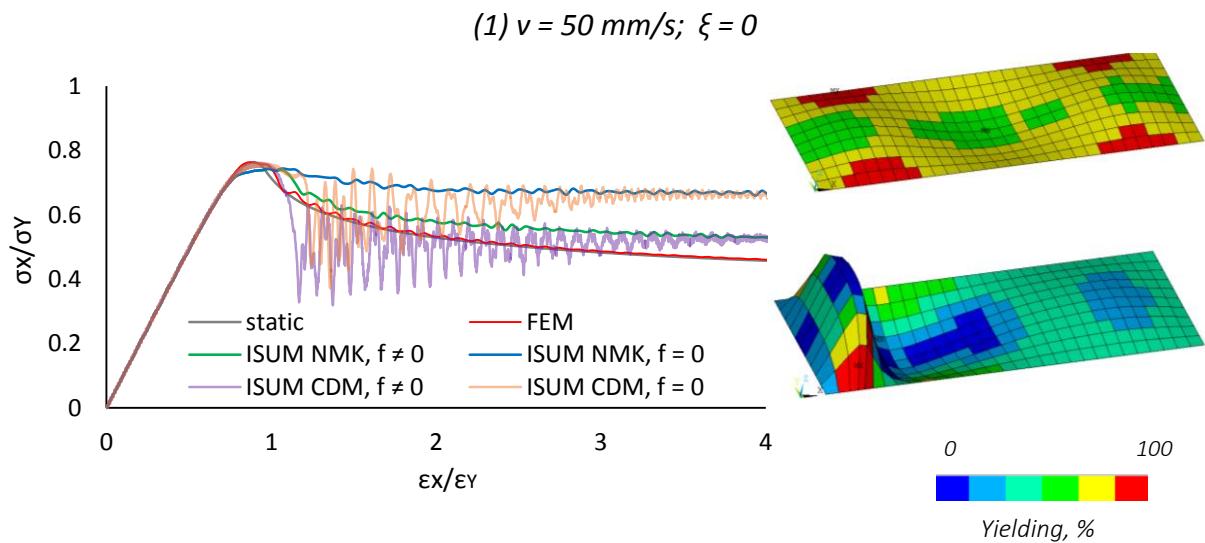 (1) v = 50 mm/s; ξ = 0
1
0.8
0.6
0.4
0.2
0
σx/σY
static
FEM
ISUM NMK, f ≠ 0
ISUM NMK, f = 0
ISUM CDM, f ≠ 0
ISUM CDM, f = 0
0 1 2 3 4
εx/εY
0 100
Yielding, %